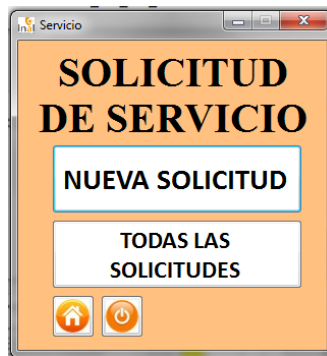 Servicio
SOLICITUD
DE SERVICIO
NUEVA SOLICITUD
TODAS LAS
SOLICITUDES